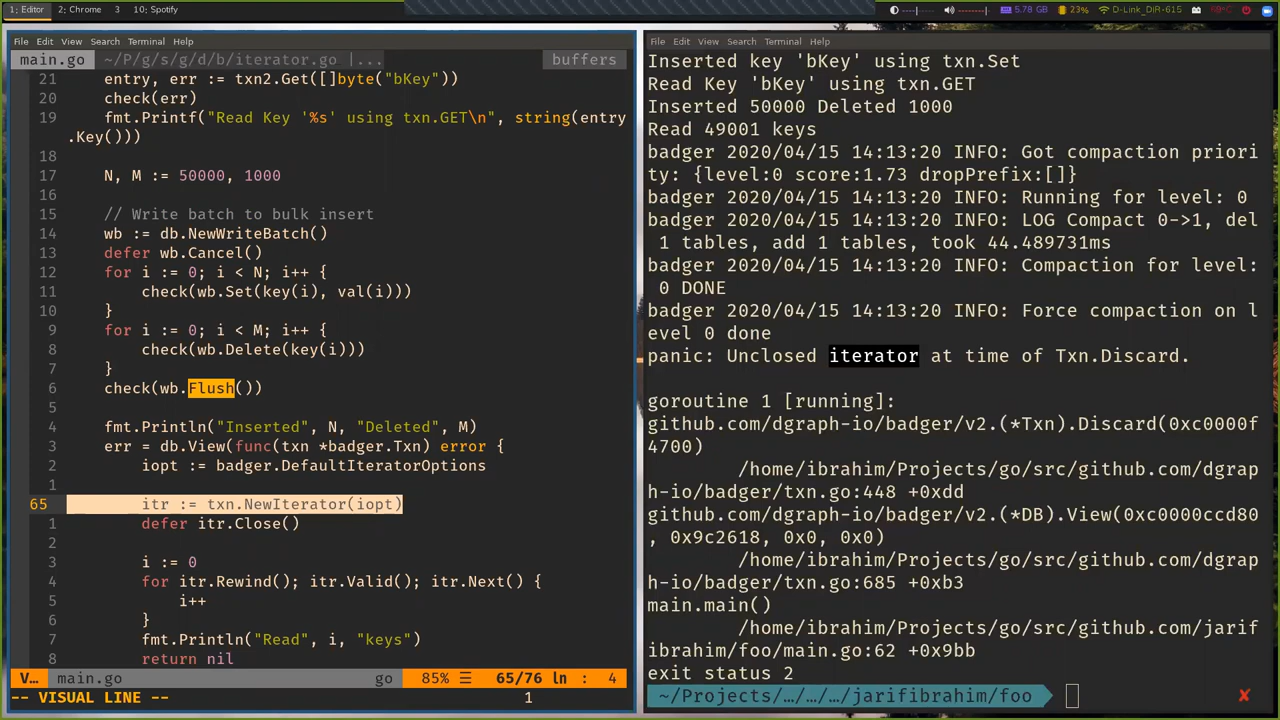 1; Editor 2; Chrome 3 10; Spotify 5.78 GB 23% D-Link_DIR-615
File Edit View Search Terminal Help
main.go ~/P/g/s/g/d/b/iterator.go |... buffers
21 entry, err := txn2.Get([]byte("bKey"))
20 check(err)
19 fmt.Printf("Read Key '%s' using txn.GET\n", string(entry
.Key()))
18
17 N, M := 50000, 1000
16
15 // Write batch to bulk insert
14 wb := db.NewWriteBatch()
13 defer wb.Cancel()
12 for i := 0; i < N; i++ {
11 check(wb.Set(key(i), val(i)))
10 }
9 for i := 0; i < M; i++ {
8 check(wb.Delete(key(i)))
7 }
6 check(wb.Flush())
5
4 fmt.Println("Inserted", N, "Deleted", M)
3 err = db.View(func(txn *badger.Txn) error {
2 iopt := badger.DefaultIteratorOptions
1
65 itr := txn.NewIterator(iopt)
1 defer itr.Close()
2
3 i := 0
4 for itr.Rewind(); itr.Valid(); itr.Next() {
5 i++
6 }
7 fmt.Println("Read", i, "keys")
8 return nil
V… main.go go 85% ☰ 65/76 ln : 4
-- VISUAL LINE -- 1
File Edit View Search Terminal Help
Inserted key 'bKey' using txn.Set
Read Key 'bKey' using txn.GET
Inserted 50000 Deleted 1000
Read 49001 keys
badger 2020/04/15 14:13:20 INFO: Got compaction priori
ty: {level:0 score:1.73 dropPrefix:[]}
badger 2020/04/15 14:13:20 INFO: Running for level: 0
badger 2020/04/15 14:13:20 INFO: LOG Compact 0->1, del
1 tables, add 1 tables, took 44.489731ms
badger 2020/04/15 14:13:20 INFO: Compaction for level:
0 DONE
badger 2020/04/15 14:13:20 INFO: Force compaction on l
evel 0 done
panic: Unclosed iterator at time of Txn.Discard.
goroutine 1 [running]:
github.com/dgraph-io/badger/v2.(*Txn).Discard(0xc0000f
4700)
/home/ibrahim/Projects/go/src/github.com/dgrap
h-io/badger/txn.go:448 +0xdd
github.com/dgraph-io/badger/v2.(*DB).View(0xc0000ccd80
, 0x9c2618, 0x0, 0x0)
/home/ibrahim/Projects/go/src/github.com/dgrap
h-io/badger/txn.go:685 +0xb3
main.main()
/home/ibrahim/Projects/go/src/github.com/jarif
ibrahim/foo/main.go:62 +0x9bb
exit status 2
~/Projects/…/…/…/jarifibrahim/foo